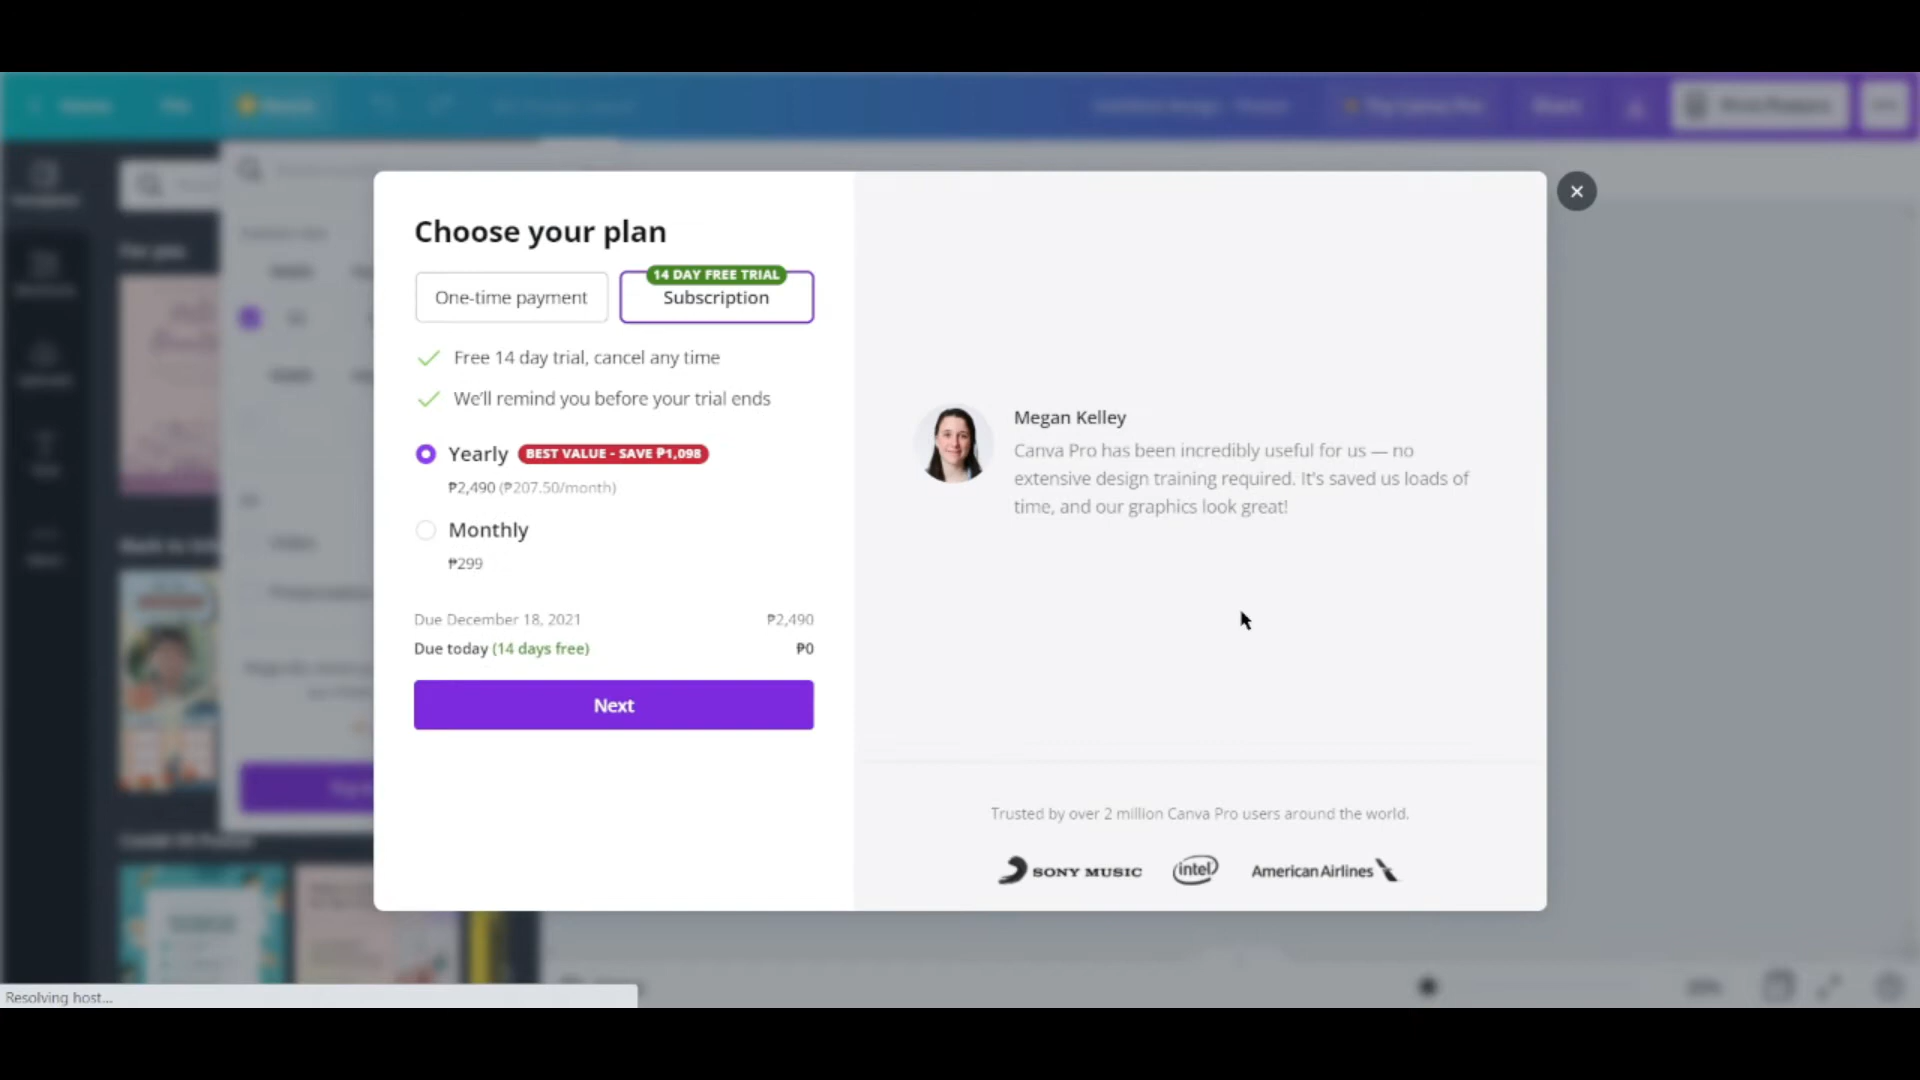 Choose your plan
14 DAY FREE TRIAL
One-time payment
Subscription
Free 14 day trial, cancel any time
We'll remind you before your trial ends
Yearly BEST VALUE - SAVE ₱1,098
₱2,490 (₱207.50/month)
Monthly
₱299
Due December 18, 2021 ₱2,490
Due today (14 days free) ₱0
Next
Megan Kelley
Canva Pro has been incredibly useful for us — no
extensive design training required. It's saved us loads of
time, and our graphics look great!
Trusted by over 2 million Canva Pro users around the world.
SONY MUSIC intel American Airlines
Resolving host...